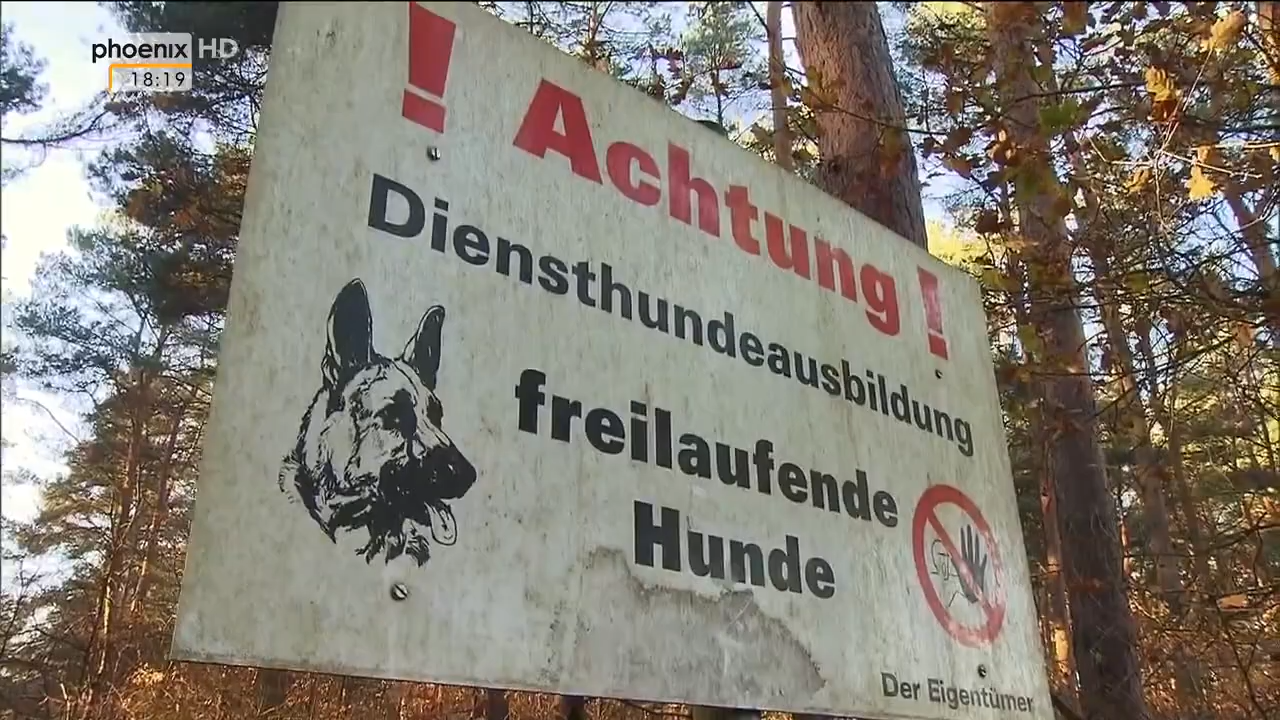 phoenix HD
18:19
! Achtung !
Diensthundeausbildung
freilaufende
Hunde
Der Eigentümer